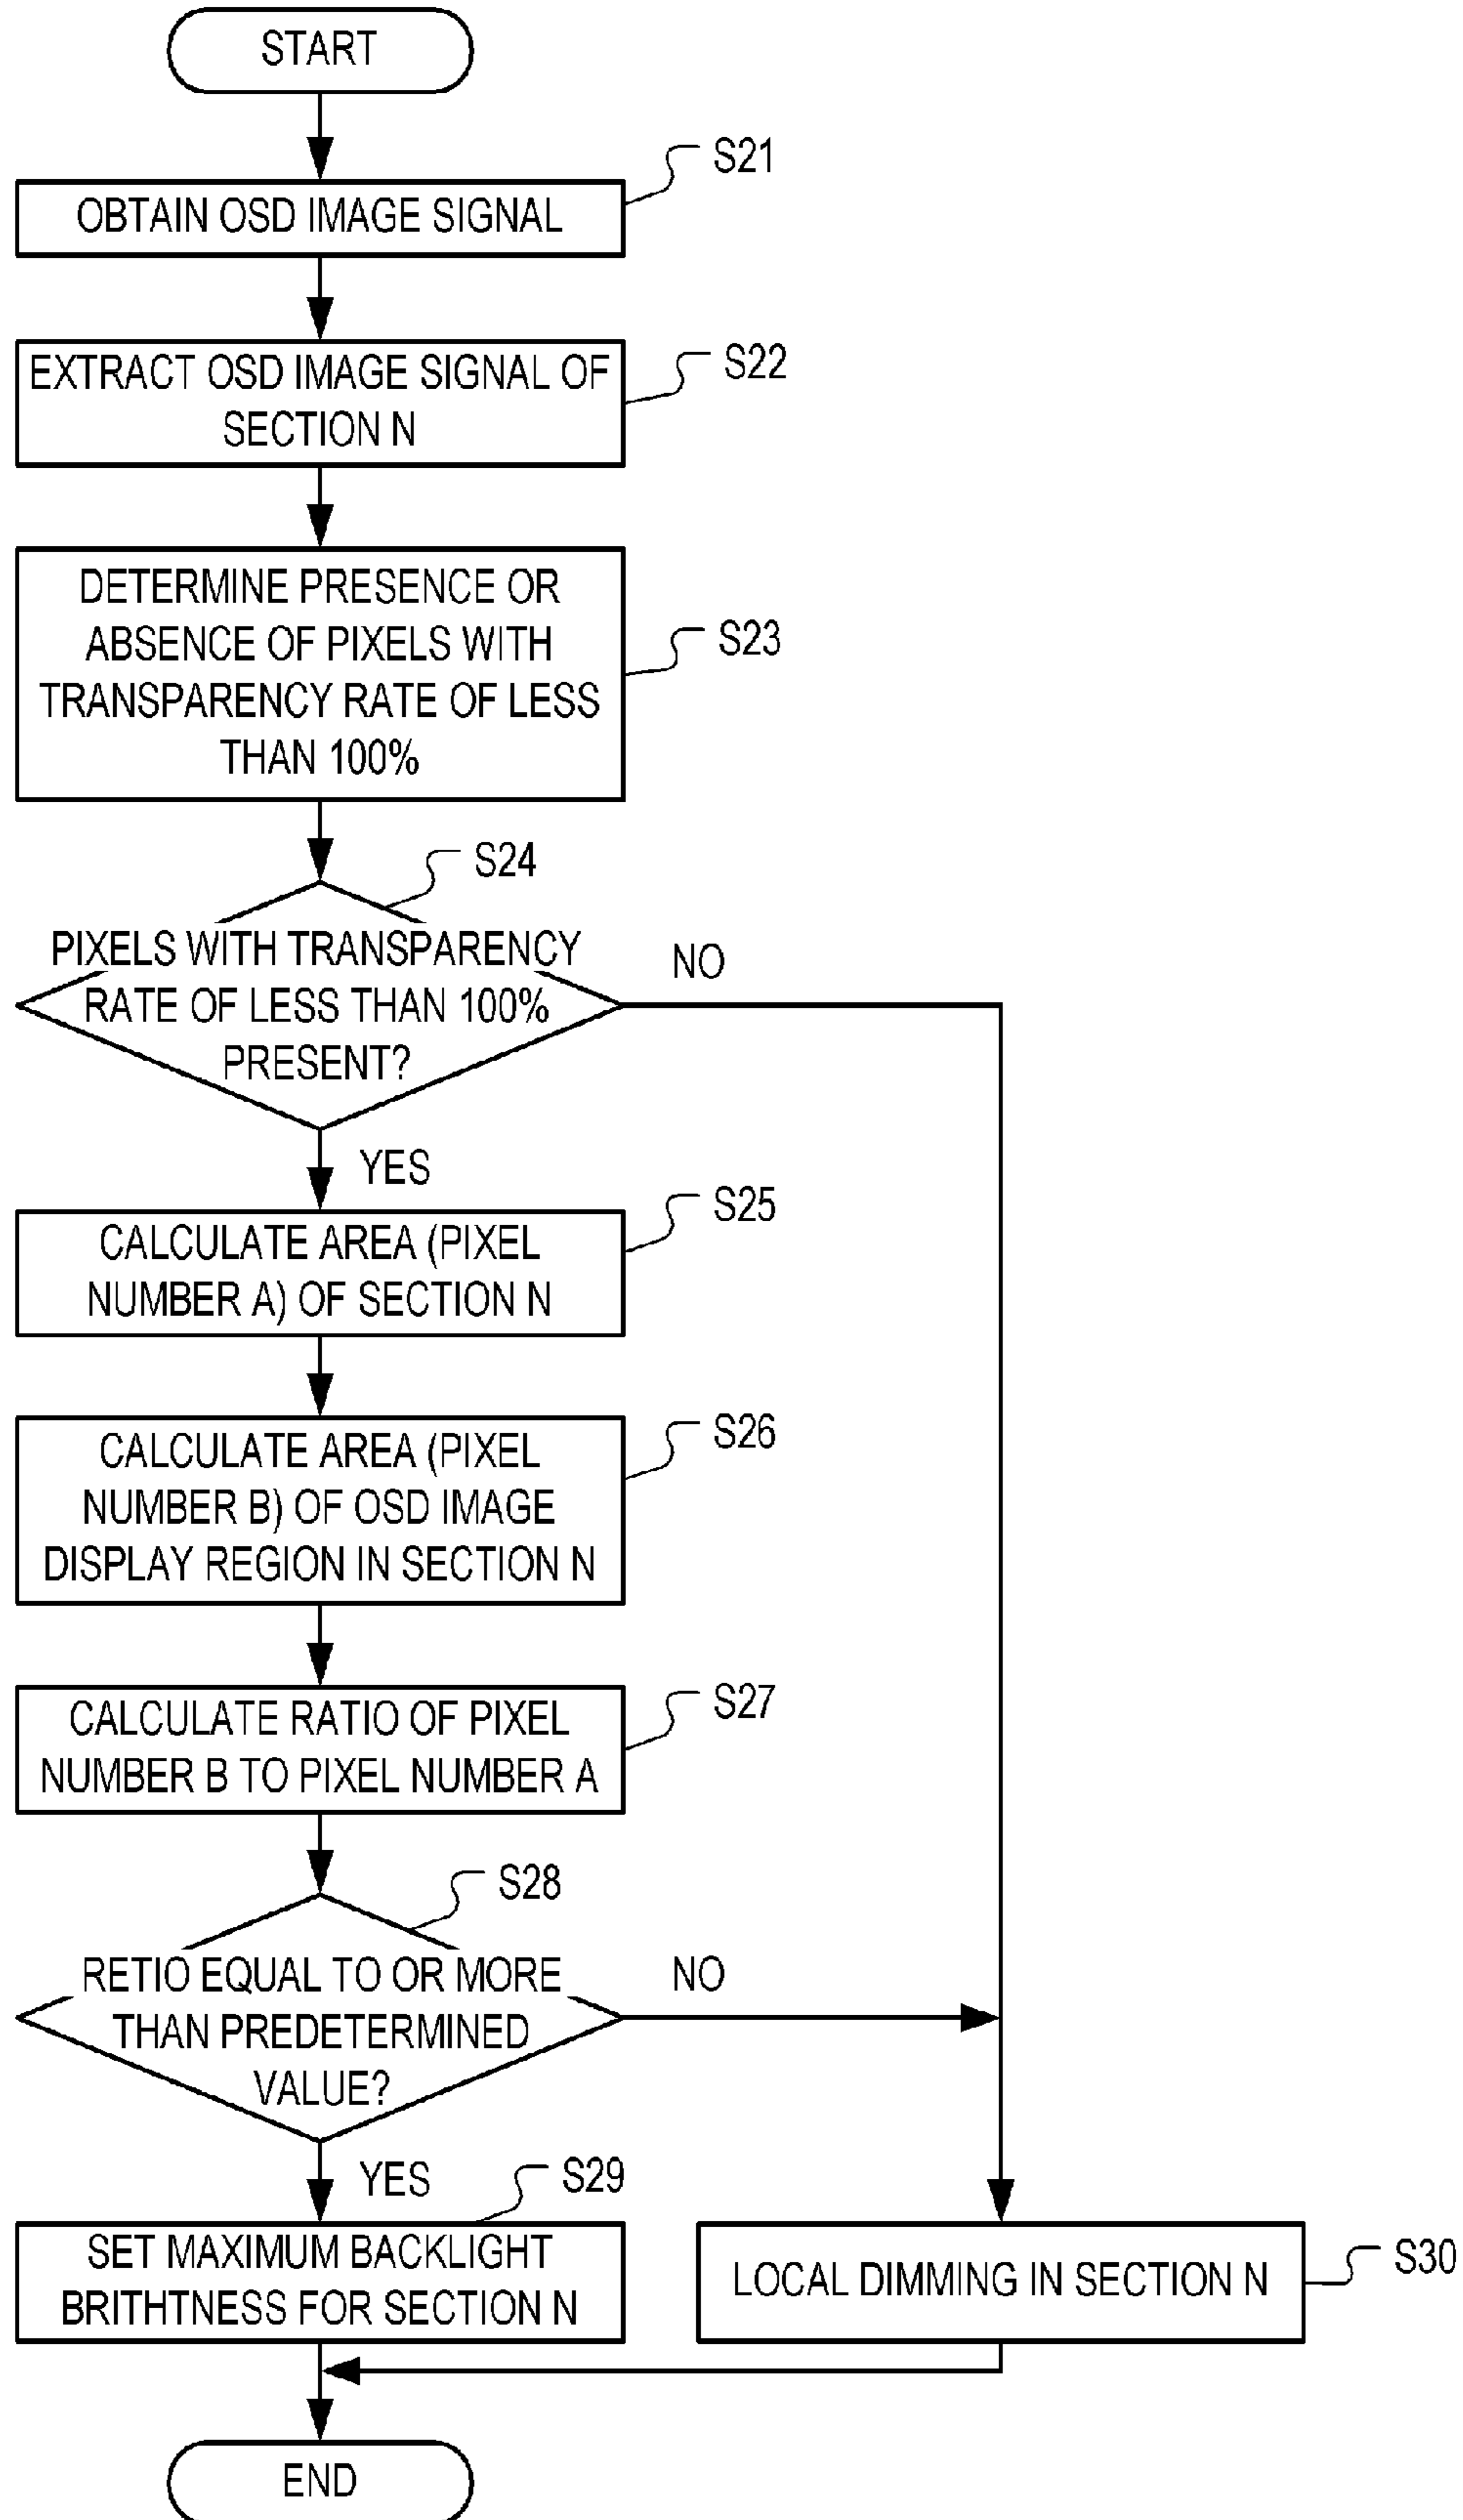 START
S21
OBTAIN OSD IMAGE SIGNAL
S22
EXTRACT OSD IMAGE SIGNAL OF
SECTION N
S23
DETERMINE PRESENCE OR
ABSENCE OF PIXELS WITH
TRANSPARENCY RATE OF LESS
THAN 100%
S24
PIXELS WITH TRANSPARENCY
RATE OF LESS THAN 100%
PRESENT?
NO
YES
S25
CALCULATE AREA (PIXEL
NUMBER A) OF SECTION N
S26
CALCULATE AREA (PIXEL
NUMBER B) OF OSD IMAGE
DISPLAY REGION IN SECTION N
S27
CALCULATE RATIO OF PIXEL
NUMBER B TO PIXEL NUMBER A
S28
RETIO EQUAL TO OR MORE
THAN PREDETERMINED
VALUE?
NO
YES
S29
SET MAXIMUM BACKLIGHT
BRITHTNESS FOR SECTION N
S30
LOCAL DIMMING IN SECTION N
END